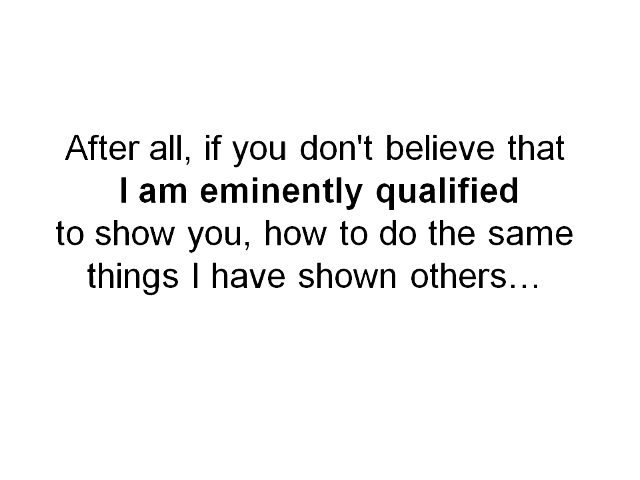 After all, if you don't believe that
I am eminently qualified
to show you, how to do the same
things I have shown others…